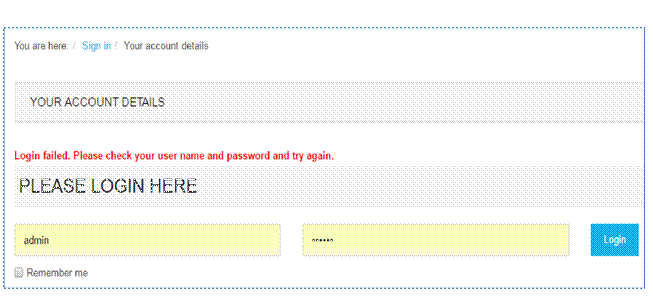 You are here: / Sign in / Your account details
YOUR ACCOUNT DETAILS
Login failed. Please check your user name and password and try again.
PLEASE LOGIN HERE
admin ••••••
Login
Remember me